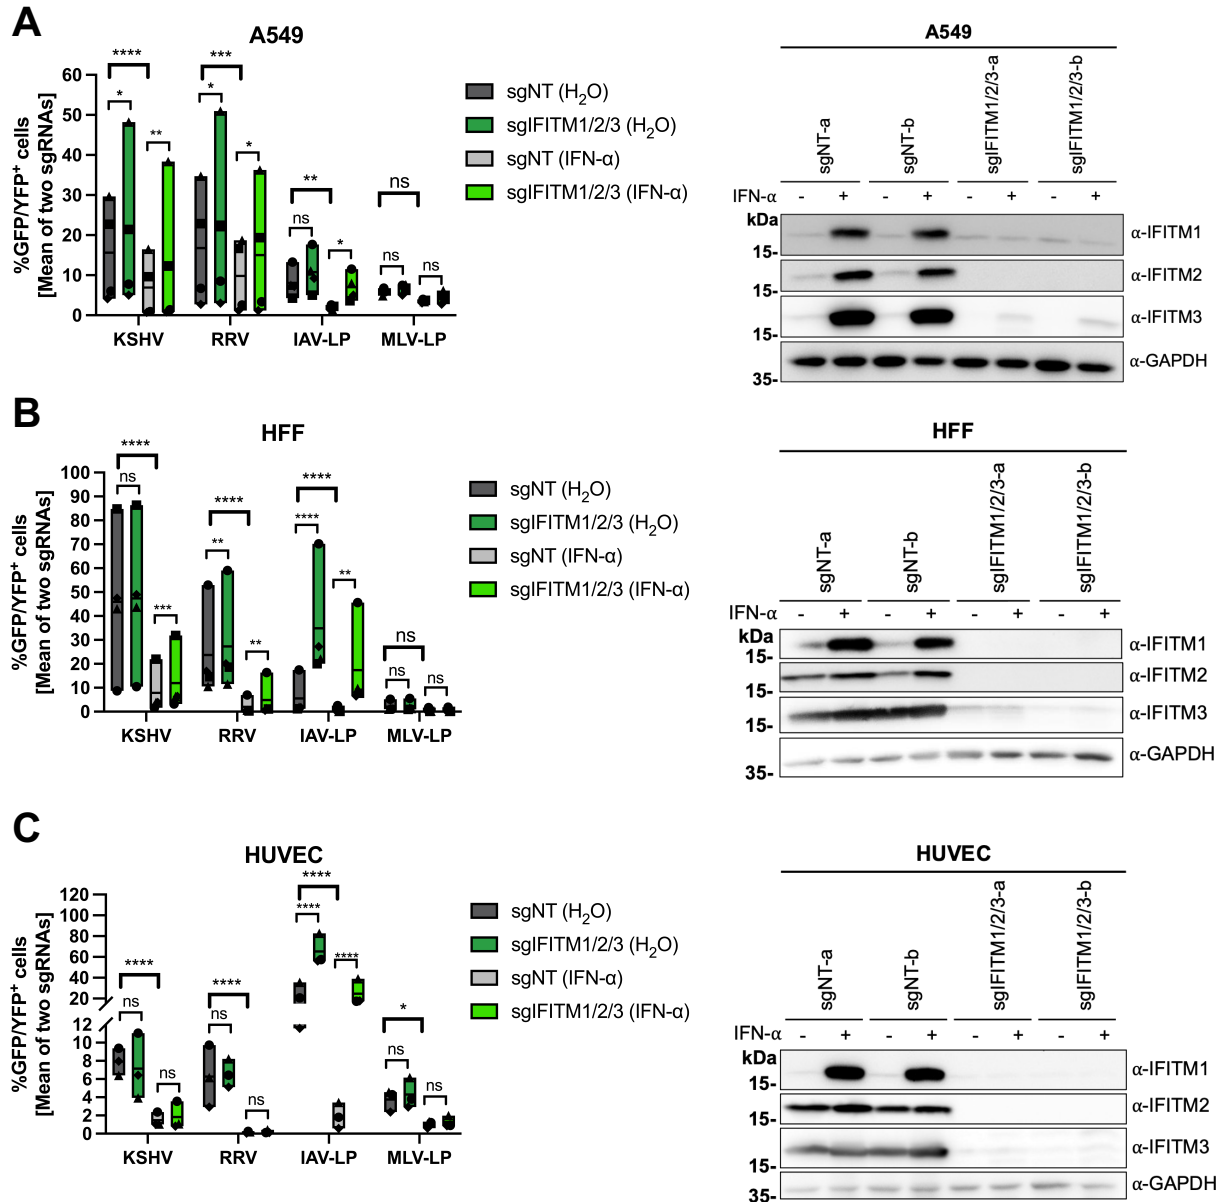 A
A549
****
***
*
*
**
*
**
ns
*
ns
ns
ns
60
50
40
30
20
10
0
%GFP/YFP⁺ cells
[Mean of two sgRNAs]
KSHV RRV IAV-LP MLV-LP
sgNT (H₂O)
sgIFITM1/2/3 (H₂O)
sgNT (IFN-α)
sgIFITM1/2/3 (IFN-α)
A549
sgNT-a
sgNT-b
sgIFITM1/2/3-a
sgIFITM1/2/3-b
IFN-α - + - + - + - +
kDa
15- α-IFITM1
15- α-IFITM2
15- α-IFITM3
35- α-GAPDH
B
HFF
****
ns
***
****
**
**
****
****
**
ns
ns
ns
100
90
80
70
60
50
40
30
20
10
0
%GFP/YFP⁺ cells
[Mean of two sgRNAs]
KSHV RRV IAV-LP MLV-LP
sgNT (H₂O)
sgIFITM1/2/3 (H₂O)
sgNT (IFN-α)
sgIFITM1/2/3 (IFN-α)
HFF
sgNT-a
sgNT-b
sgIFITM1/2/3-a
sgIFITM1/2/3-b
IFN-α - + - + - + - +
kDa
15- α-IFITM1
15- α-IFITM2
15- α-IFITM3
35- α-GAPDH
C
HUVEC
****
ns
ns
****
ns
ns
****
****
****
*
ns
ns
120
100
80
60
40
20
12
10
8
6
4
2
0
%GFP/YFP⁺ cells
[Mean of two sgRNAs]
KSHV RRV IAV-LP MLV-LP
sgNT (H₂O)
sgIFITM1/2/3 (H₂O)
sgNT (IFN-α)
sgIFITM1/2/3 (IFN-α)
HUVEC
sgNT-a
sgNT-b
sgIFITM1/2/3-a
sgIFITM1/2/3-b
IFN-α - + - + - + - +
kDa
15- α-IFITM1
15- α-IFITM2
15- α-IFITM3
35- α-GAPDH